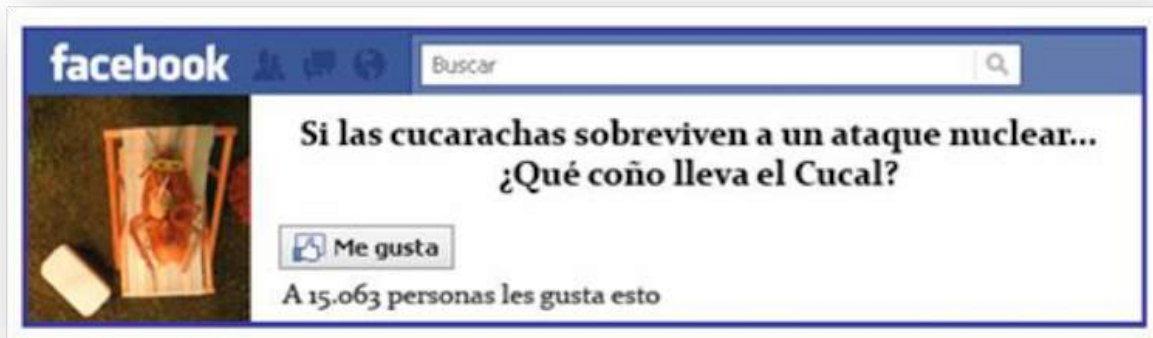 facebook
Buscar
Si las cucarachas sobreviven a un ataque nuclear...
¿Qué coño lleva el Cucal?
Me gusta
A 15.063 personas les gusta esto